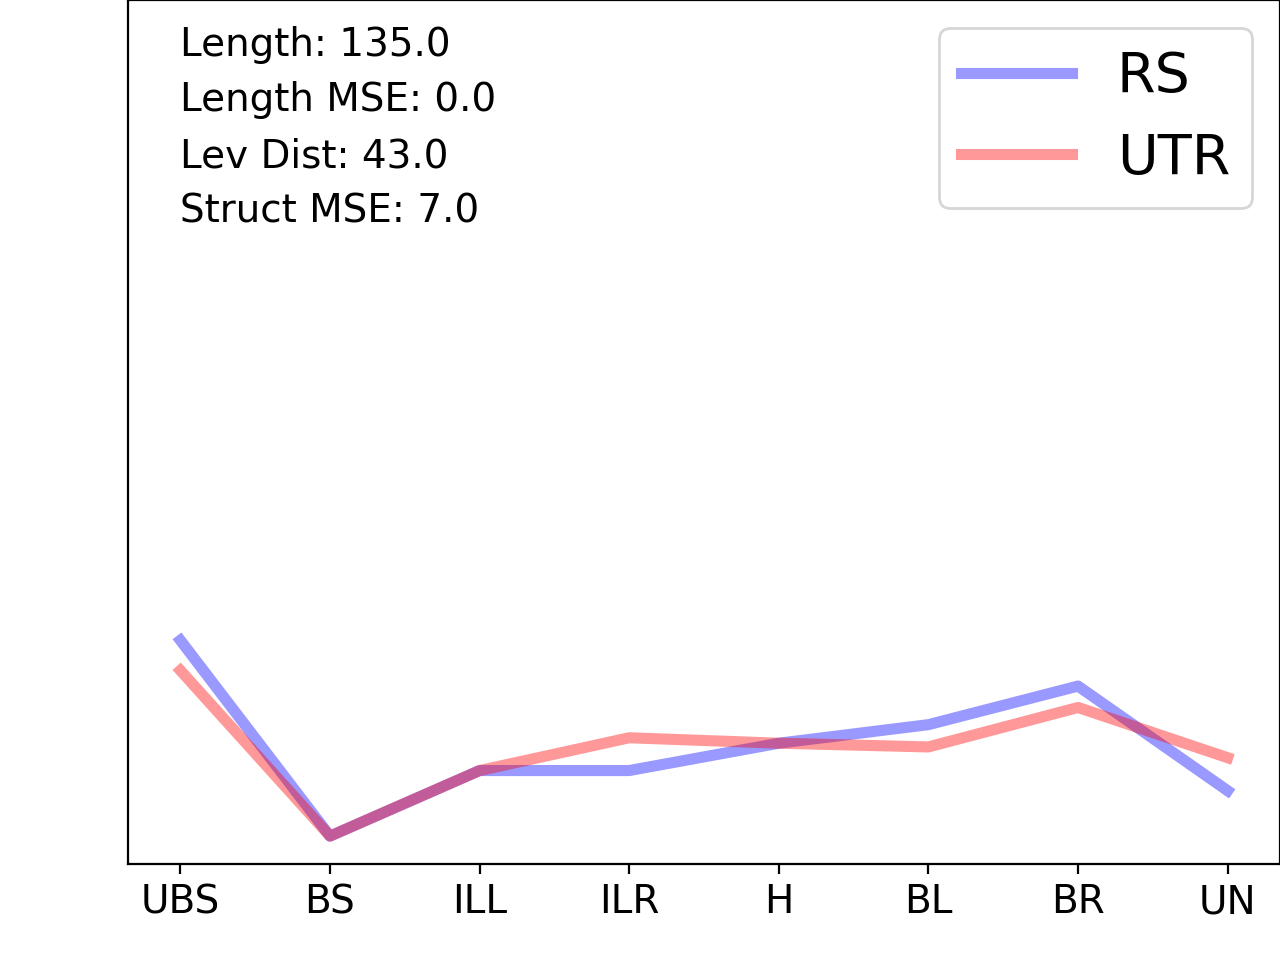 Length: 135.0
Length MSE: 0.0
Lev Dist: 43.0
Struct MSE: 7.0
RS
UTR
UBS BS ILL ILR H BL BR UN